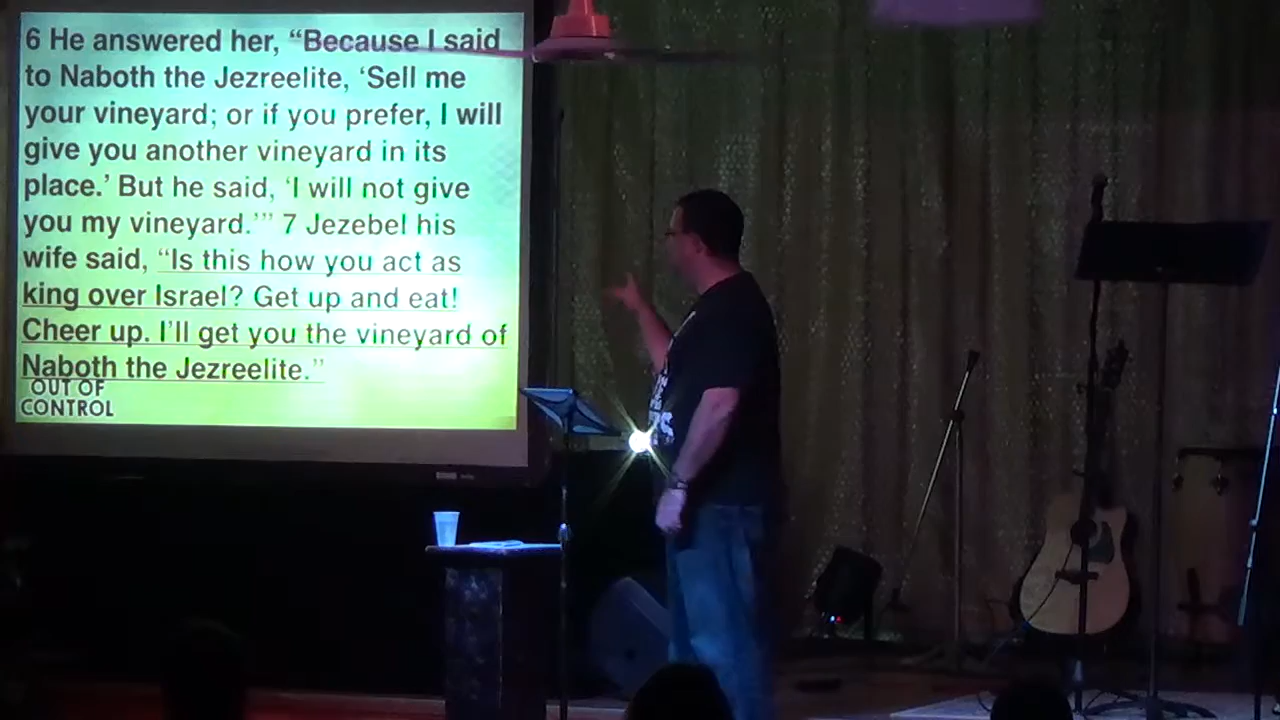 6 He answered her, “Because I said
to Naboth the Jezreelite, ‘Sell me
your vineyard; or if you prefer, I will
give you another vineyard in its
place.’ But he said, ‘I will not give
you my vineyard.’” 7 Jezebel his
wife said, “Is this how you act as
king over Israel? Get up and eat!
Cheer up. I’ll get you the vineyard of
Naboth the Jezreelite.”
OUT OF
CONTROL